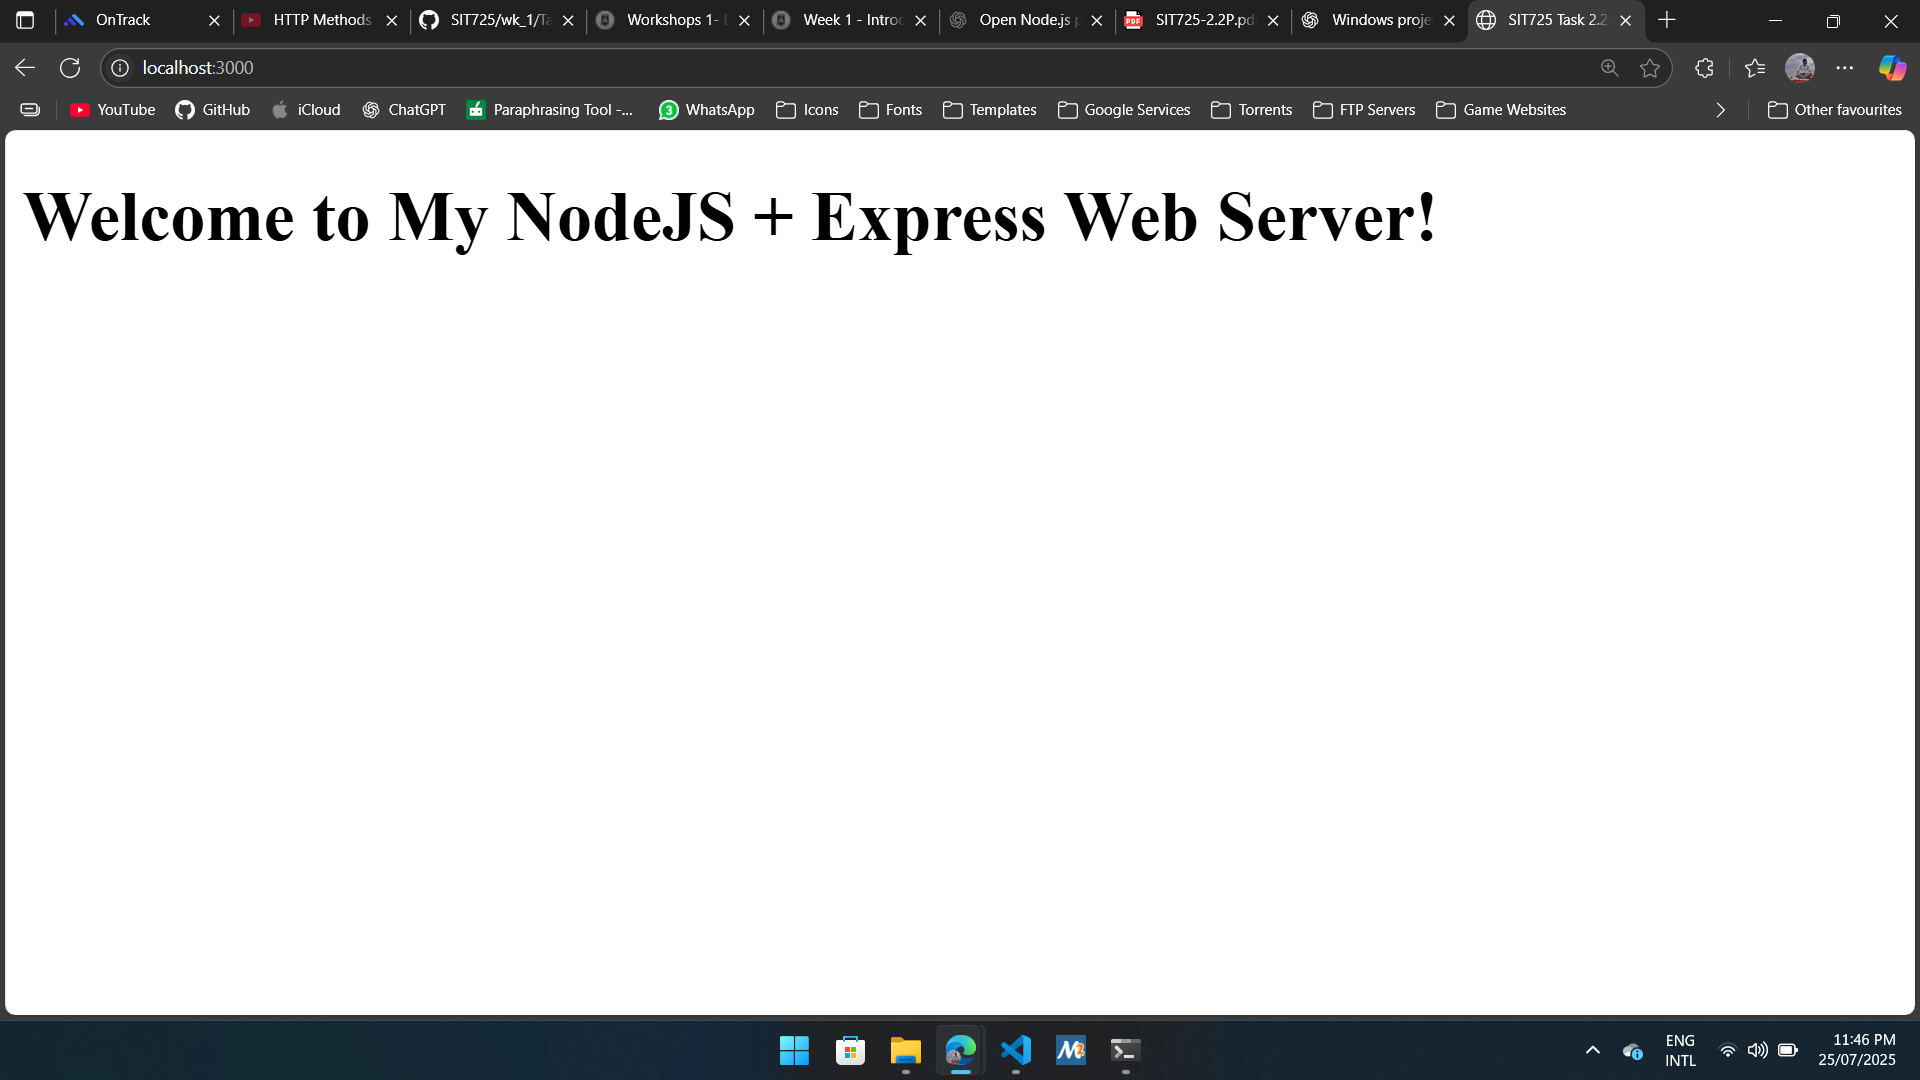 OnTrack
HTTP Methods
SIT725/wk_1/Ta
Workshops 1-
Week 1 - Introc
Open Node.js p
PDF
SIT725-2.2P.pd
Windows proje
SIT725 Task 2.2
localhost:3000
YouTube
GitHub
iCloud
ChatGPT
Paraphrasing Tool -...
3
WhatsApp
Icons
Fonts
Templates
Google Services
Torrents
FTP Servers
Game Websites
Other favourites
Welcome to My NodeJS + Express Web Server!
ENG
INTL
11:46 PM
25/07/2025